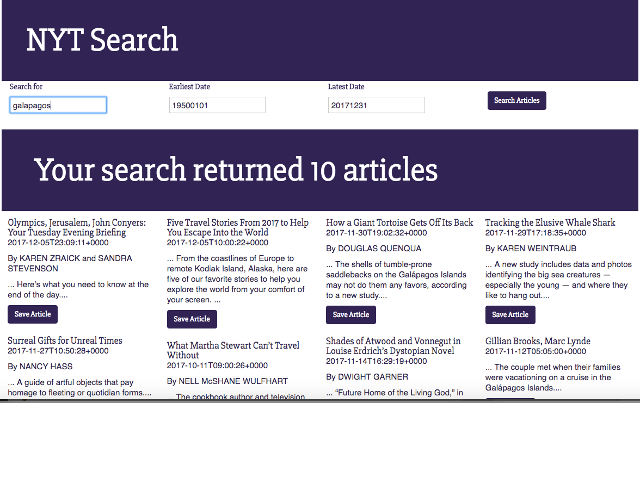 NYT Search
Search for
Earliest Date
Latest Date
galapagos
19500101
20171231
Search Articles
Your search returned 10 articles
Olympics, Jerusalem, John Conyers:
Your Tuesday Evening Briefing
2017-12-05T23:09:11+0000
By KAREN ZRAICK and SANDRA
STEVENSON
... Here's what you need to know at the
end of the day....
Save Article
Five Travel Stories From 2017 to Help
You Escape Into the World
2017-12-05T10:00:22+0000
... From the coastlines of Europe to
remote Kodiak Island, Alaska, here are
five of our favorite stories to help you
explore the world from your comfort of
your screen. ...
Save Article
How a Giant Tortoise Gets Off Its Back
2017-11-30T19:02:32+0000
By DOUGLAS QUENQUA
... The shells of tumble-prone
saddlebacks on the Galápagos Islands
may not do them any favors, according
to a new study....
Save Article
Tracking the Elusive Whale Shark
2017-11-29T17:18:35+0000
By KAREN WEINTRAUB
... A new study includes data and photos
identifying the big sea creatures —
especially the young — and where they
like to hang out....
Save Article
Surreal Gifts for Unreal Times
2017-11-27T10:50:28+0000
By NANCY HASS
... A guide of artful objects that pay
homage to fleeting or quotidian forms....
What Martha Stewart Can't Travel
Without
2017-10-11T09:00:26+0000
By NELL McSHANE WULFHART
... The cookbook author and television
Shades of Atwood and Vonnegut in
Louise Erdrich's Dystopian Novel
2017-11-14T16:29:19+0000
By DWIGHT GARNER
... "Future Home of the Living God," in
Gillian Brooks, Marc Lynde
2017-11-12T05:05:00+0000
... The couple met when their families
were vacationing on a cruise in the
Galápagos Islands....